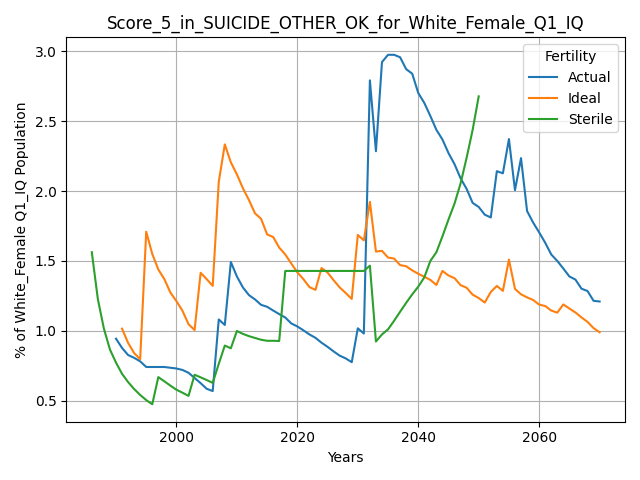 Score_5_in_SUICIDE_OTHER_OK_for_White_Female_Q1_IQ
% of White_Female Q1_IQ Population
3.0
2.5
2.0
1.5
1.0
0.5
Fertility
Actual
Ideal
Sterile
2000
2020
2040
2060
Years